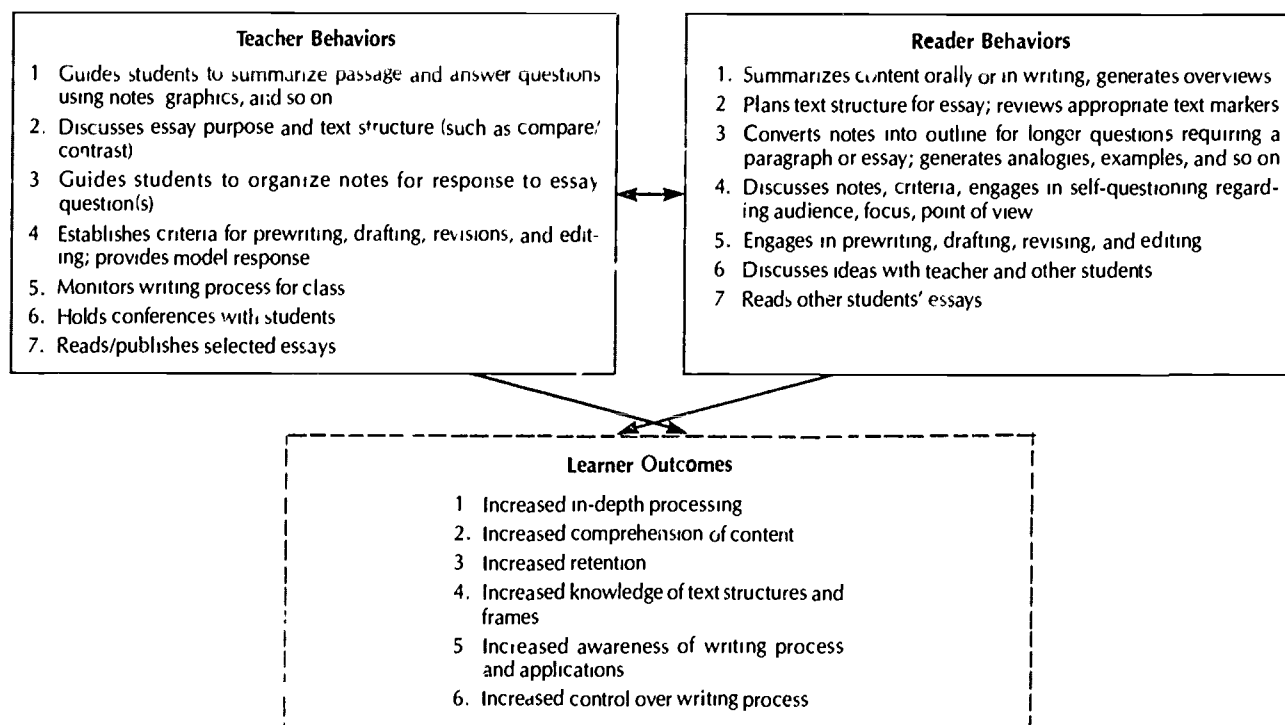 Teacher Behaviors
1 Guides students to summarize passage and answer questions
using notes graphics, and so on
2. Discusses essay purpose and text structure (such as compare/
contrast)
3 Guides students to organize notes for response to essay
question(s)
4 Establishes criteria for prewriting, drafting, revisions, and edit-
ing; provides model response
5. Monitors writing process for class
6. Holds conferences with students
7. Reads/publishes selected essays
Reader Behaviors
1. Summarizes content orally or in writing, generates overviews
2 Plans text structure for essay; reviews appropriate text markers
3 Converts notes into outline for longer questions requiring a
paragraph or essay; generates analogies, examples, and so on
4. Discusses notes, criteria, engages in self-questioning regard-
ing audience, focus, point of view
5. Engages in prewriting, drafting, revising, and editing
6 Discusses ideas with teacher and other students
7 Reads other students' essays
Learner Outcomes
1 Increased in-depth processing
2. Increased comprehension of content
3 Increased retention
4. Increased knowledge of text structures and
frames
5 Increased awareness of writing process
and applications
6. Increased control over writing process